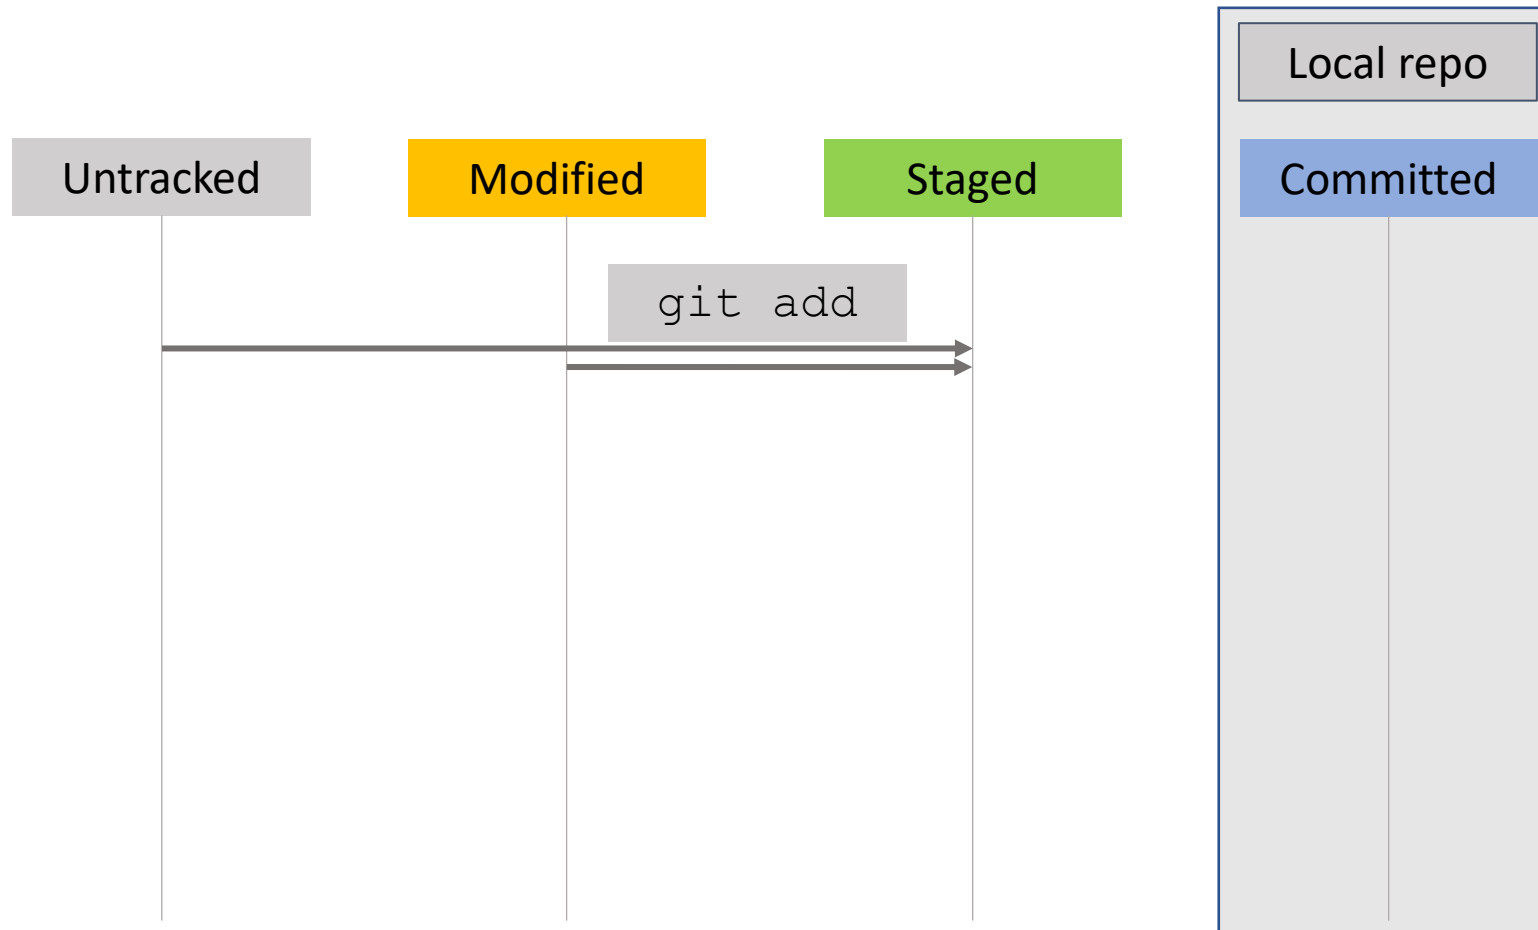 Local repo
Untracked
Modified
Staged
Committed
git add